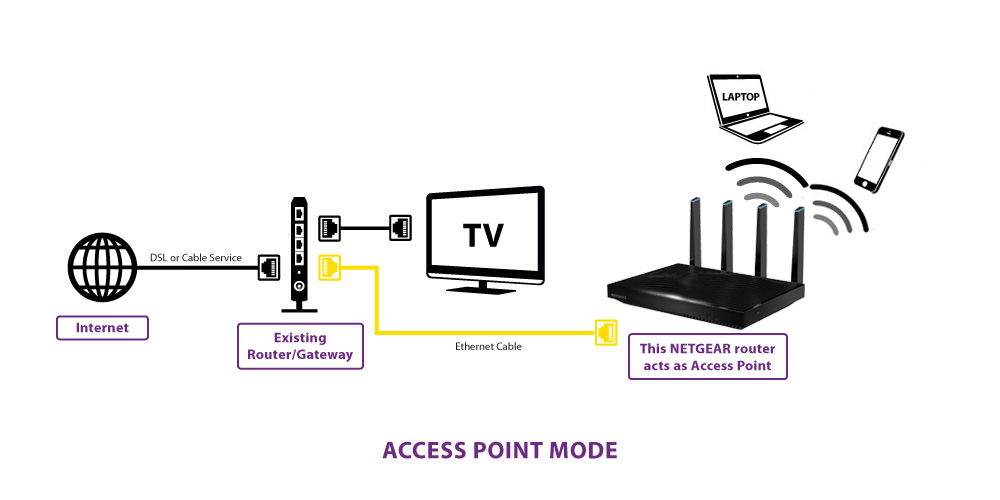 LAPTOP
TV
DSL or Cable Service
Internet
Existing
Router/Gateway
Ethernet Cable
This NETGEAR router
acts as Access Point
ACCESS POINT MODE